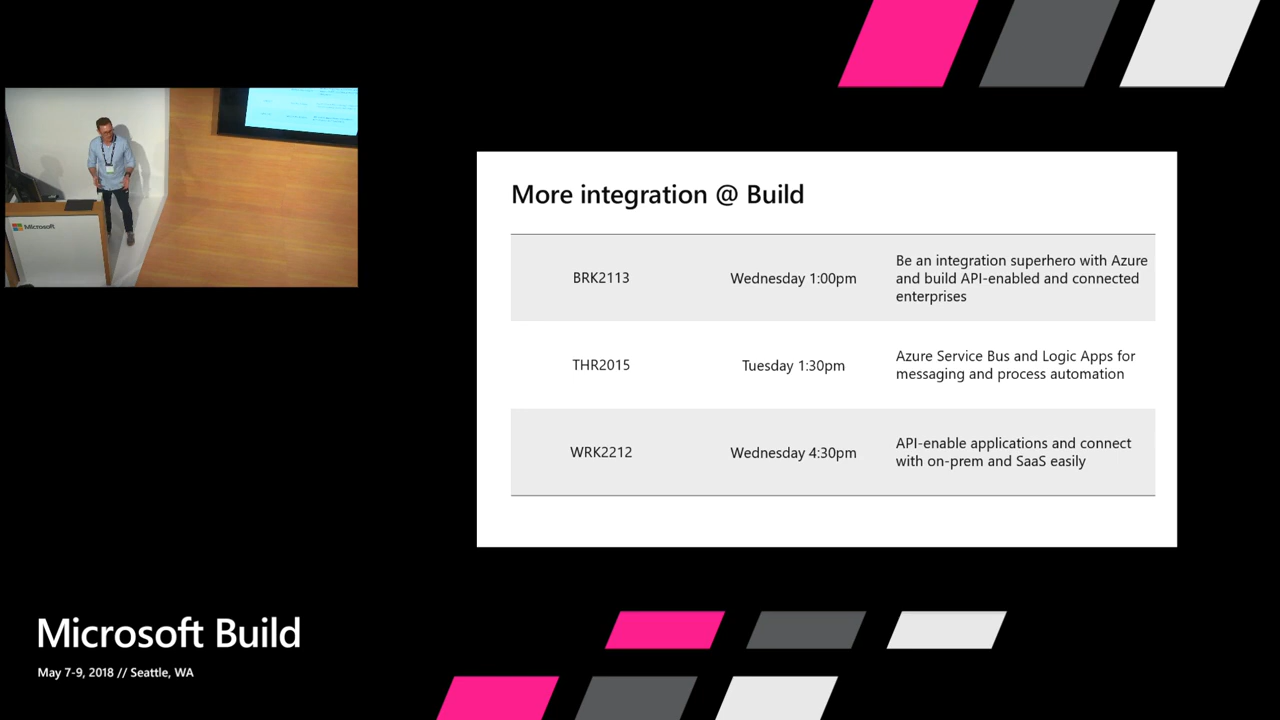 Microsoft
More integration @ Build
BRK2113
Wednesday 1:00pm
Be an integration superhero with Azure
and build API-enabled and connected
enterprises
THR2015
Tuesday 1:30pm
Azure Service Bus and Logic Apps for
messaging and process automation
WRK2212
Wednesday 4:30pm
API-enable applications and connect
with on-prem and SaaS easily
Microsoft Build
May 7-9, 2018 // Seattle, WA